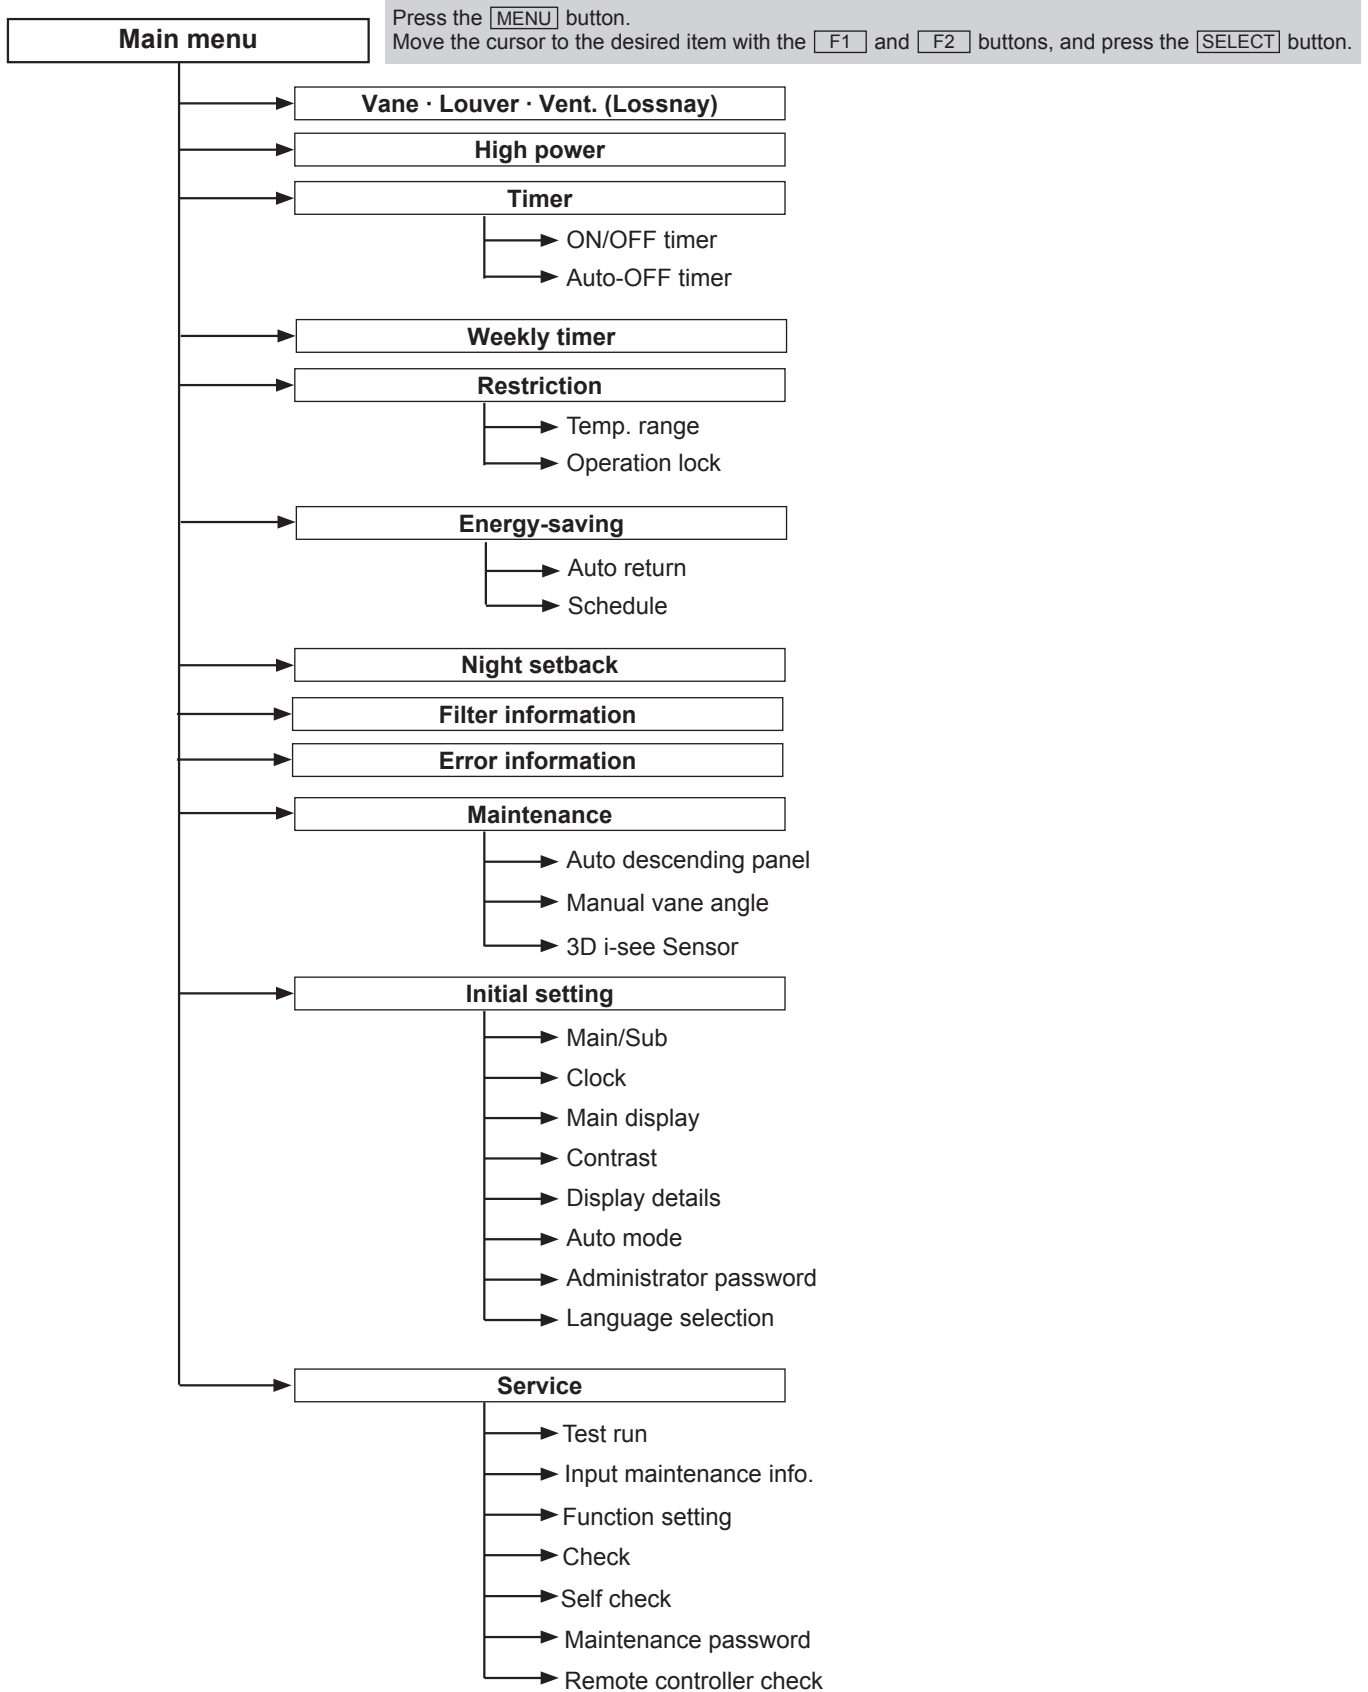 Main menu
Press the MENU button.
Move the cursor to the desired item with the F1 and F2 buttons, and press the SELECT button.
Vane · Louver · Vent. (Lossnay)
High power
Timer
ON/OFF timer
Auto-OFF timer
Weekly timer
Restriction
Temp. range
Operation lock
Energy-saving
Auto return
Schedule
Night setback
Filter information
Error information
Maintenance
Auto descending panel
Manual vane angle
3D i-see Sensor
Initial setting
Main/Sub
Clock
Main display
Contrast
Display details
Auto mode
Administrator password
Language selection
Service
Test run
Input maintenance info.
Function setting
Check
Self check
Maintenance password
Remote controller check